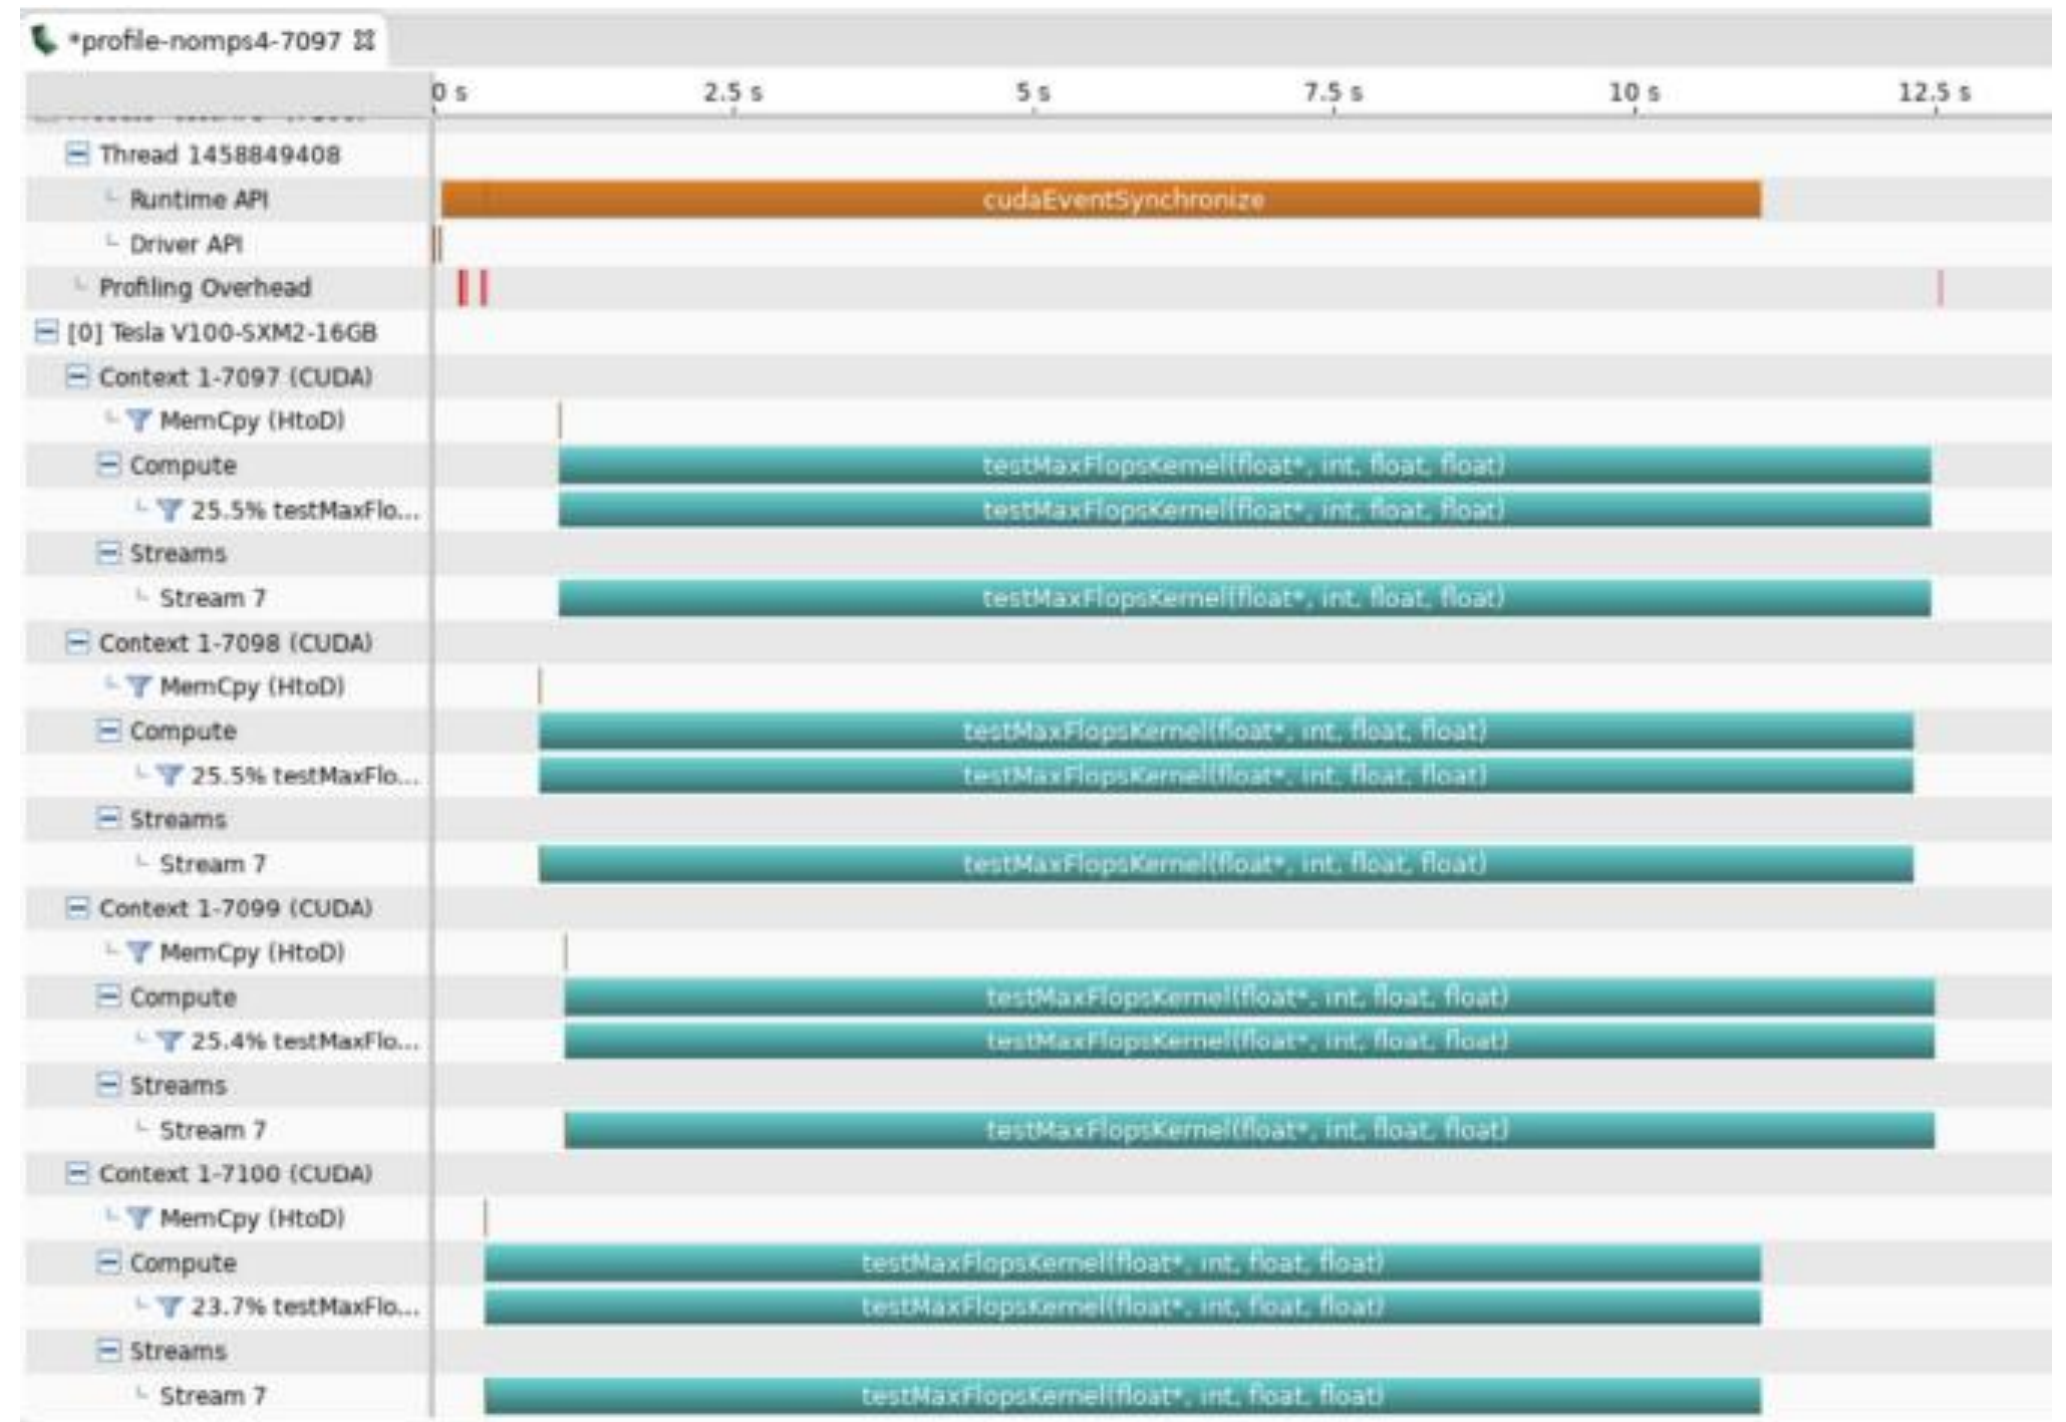 *profile-nomps4-7097
0 s 2.5 s 5 s 7.5 s 10 s 12.5 s
Thread 1458849408
Runtime API cudaEventSynchronize
Driver API
Profiling Overhead
[0] Tesla V100-SXM2-16GB
Context 1-7097 (CUDA)
MemCpy (HtoD)
Compute testMaxFlopsKernel(float*, int, float, float)
25.5% testMaxFlo... testMaxFlopsKernel(float*, int, float, float)
Streams
Stream 7 testMaxFlopsKernel(float*, int, float, float)
Context 1-7098 (CUDA)
MemCpy (HtoD)
Compute testMaxFlopsKernel(float*, int, float, float)
25.5% testMaxFlo... testMaxFlopsKernel(float*, int, float, float)
Streams
Stream 7 testMaxFlopsKernel(float*, int, float, float)
Context 1-7099 (CUDA)
MemCpy (HtoD)
Compute testMaxFlopsKernel(float*, int, float, float)
25.4% testMaxFlo... testMaxFlopsKernel(float*, int, float, float)
Streams
Stream 7 testMaxFlopsKernel(float*, int, float, float)
Context 1-7100 (CUDA)
MemCpy (HtoD)
Compute testMaxFlopsKernel(float*, int, float, float)
23.7% testMaxFlo... testMaxFlopsKernel(float*, int, float, float)
Streams
Stream 7 testMaxFlopsKernel(float*, int, float, float)